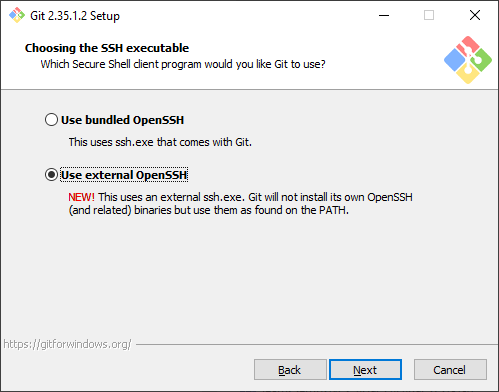 Git 2.35.1.2 Setup
Choosing the SSH executable
Which Secure Shell client program would you like Git to use?
Use bundled OpenSSH
This uses ssh.exe that comes with Git.
Use external OpenSSH
NEW! This uses an external ssh.exe. Git will not install its own OpenSSH
(and related) binaries but use them as found on the PATH.
https://gitforwindows.org/
Back Next Cancel